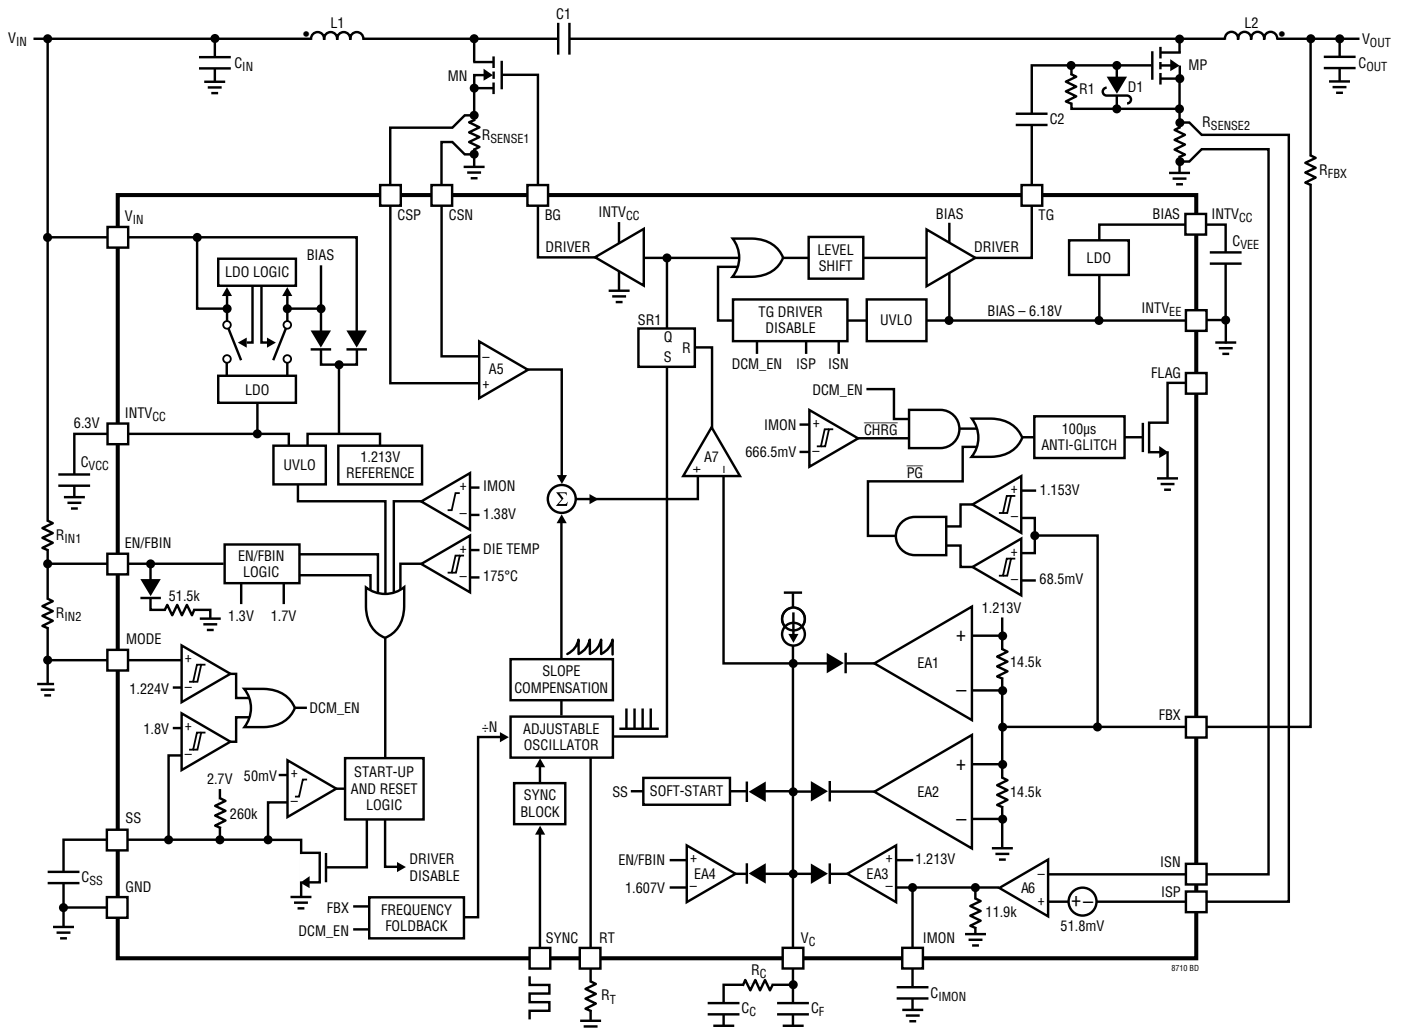 L1
C1
L2
VIN
CIN
MN
RSENSE1
MP
R1
D1
C2
RSENSE2
VOUT
COUT
RFBX
CSP
CSN
BG
TG
VIN
BIAS
INTVCC
LDO LOGIC
BIAS
LDO
DRIVER
INTVCC
LEVEL
SHIFT
BIAS
DRIVER
LDO
CVEE
INTVEE
BIAS – 6.18V
TG DRIVER
DISABLE
UVLO
DCM_EN
ISP
ISN
SR1
Q
S
R
A5
–
+
FLAG
DCM_EN
IMON
+
666.5mV
–
CHRG
100µs
ANTI-GLITCH
PG
6.3V
INTVCC
CVCC
UVLO
1.213V
REFERENCE
A7
+
–
Σ
+
IMON
–
1.38V
+
DIE TEMP
–
175°C
+
1.153V
–
+
–
68.5mV
RIN1
EN/FBIN
EN/FBIN
LOGIC
51.5k
1.3V
1.7V
RIN2
MODE
+
1.224V
–
1.8V
+
–
DCM_EN
SLOPE
COMPENSATION
÷N
ADJUSTABLE
OSCILLATOR
SYNC
BLOCK
1.213V
EA1
+
–
14.5k
FBX
EA2
+
–
14.5k
SS
SOFT-START
2.7V
260k
50mV
+
–
START-UP
AND RESET
LOGIC
SS
CSS
GND
DRIVER
DISABLE
FBX
DCM_EN
FREQUENCY
FOLDBACK
EN/FBIN
+
1.607V
–
EA4
EA3
+
1.213V
–
A6
–
+
11.9k
+ –
51.8mV
ISN
ISP
SYNC
RT
VC
IMON
8710 BD
RT
RC
CC
CF
CIMON